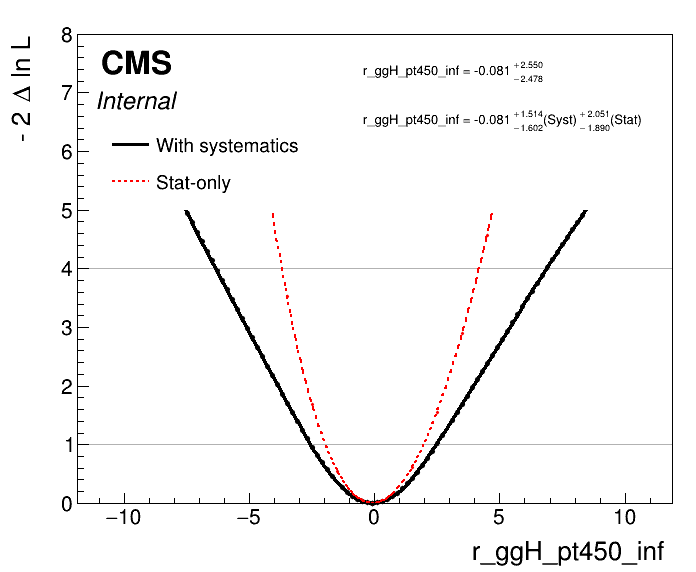 CMS
Internal
r_ggH_pt450_inf = -0.081 +2.550 −2.478
r_ggH_pt450_inf = -0.081 +1.514 −1.602 (Syst) +2.051 −1.890 (Stat)
With systematics
Stat-only
- 2 Δ ln L
8
7
6
5
4
3
2
1
0
−10 −5 0 5 10
r_ggH_pt450_inf